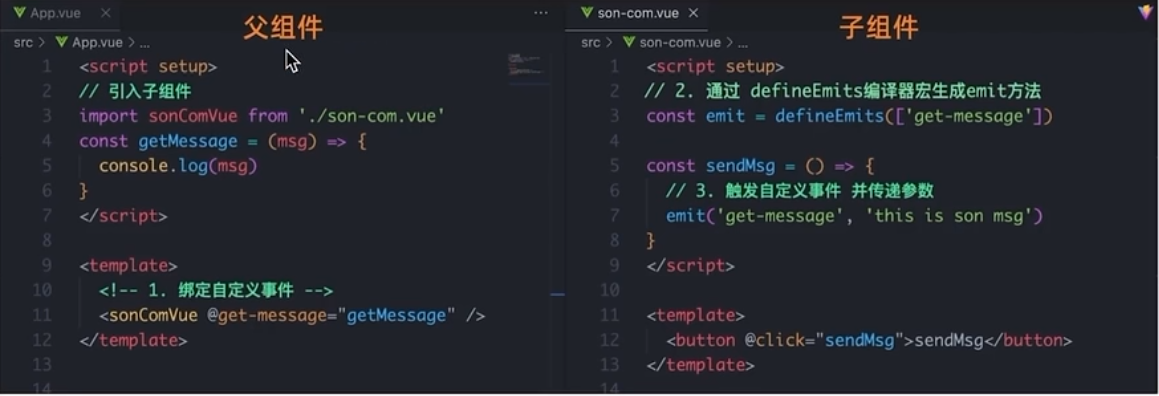 App.vue
父组件
src > App.vue > ...
1 <script setup>
2 // 引入子组件
3 import sonComVue from './son-com.vue'
4 const getMessage = (msg) => {
5 console.log(msg)
6 }
7 </script>
8
9 <template>
10 <!-- 1. 绑定自定义事件 -->
11 <sonComVue @get-message="getMessage" />
12 </template>
13
14
son-com.vue
子组件
src > son-com.vue > ...
1 <script setup>
2 // 2. 通过 defineEmits编译器宏生成emit方法
3 const emit = defineEmits(['get-message'])
4
5 const sendMsg = () => {
6 // 3. 触发自定义事件 并传递参数
7 emit('get-message', 'this is son msg')
8 }
9 </script>
10
11 <template>
12 <button @click="sendMsg">sendMsg</button>
13 </template>
14